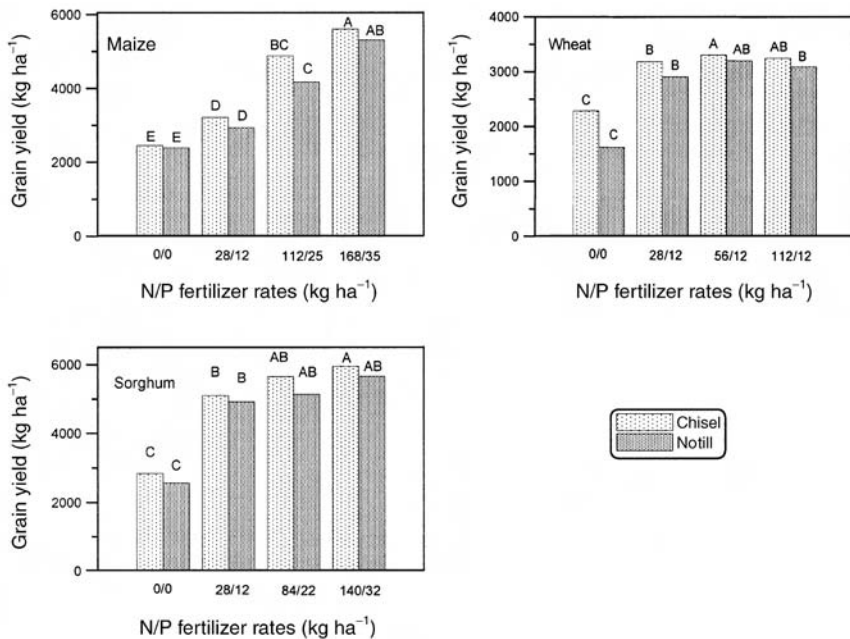 Maize
Grain yield (kg ha⁻¹)
6000
4000
2000
0
E E D D BC C A AB
0/0 28/12 112/25 168/35
N/P fertilizer rates (kg ha⁻¹)
Wheat
Grain yield (kg ha⁻¹)
4000
3000
2000
1000
0
C C B B A AB AB B
0/0 28/12 56/12 112/12
N/P fertilizer rates (kg ha⁻¹)
Sorghum
Grain yield (kg ha⁻¹)
6000
4000
2000
0
C C B B AB AB A AB
0/0 28/12 84/22 140/32
N/P fertilizer rates (kg ha⁻¹)
Chisel
Notill